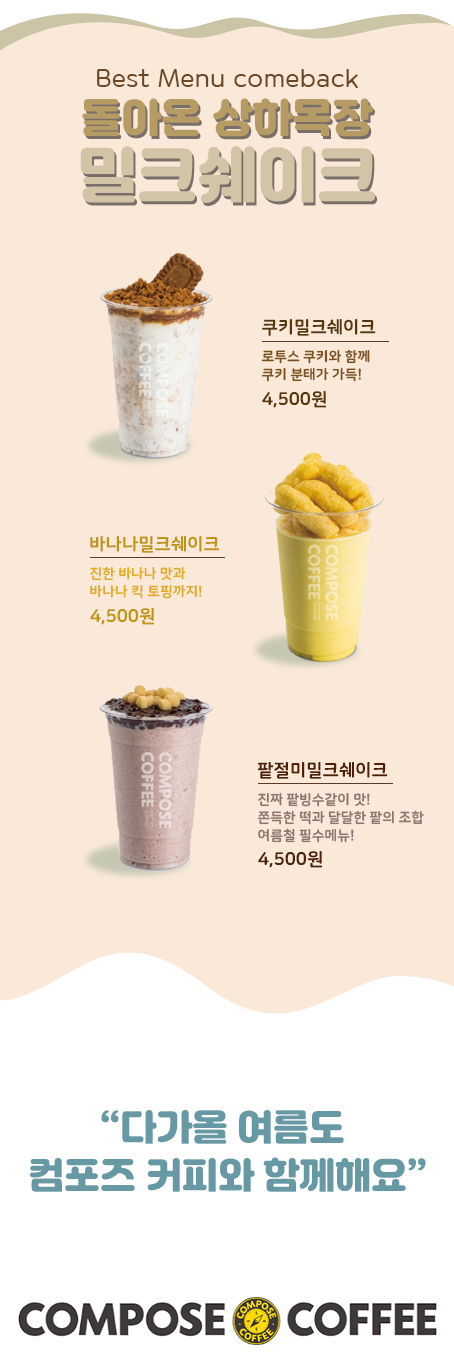 Best Menu comeback
돌아온 상하목장
밀크쉐이크
COMPOSE
COFFEE
쿠키밀크쉐이크
로투스 쿠키와 함께
쿠키 분태가 가득!
4,500원
바나나밀크쉐이크
진한 바나나 맛과
바나나 킥 토핑까지!
4,500원
COMPOSE
COFFEE
COMPOSE
COFFEE
팥절미밀크쉐이크
진짜 팥빙수같이 맛!
쫀득한 떡과 달달한 팥의 조합
여름철 필수메뉴!
4,500원
“다가올 여름도
컴포즈 커피와 함께해요”
COMPOSE COMPOSE COFFEE COFFEE